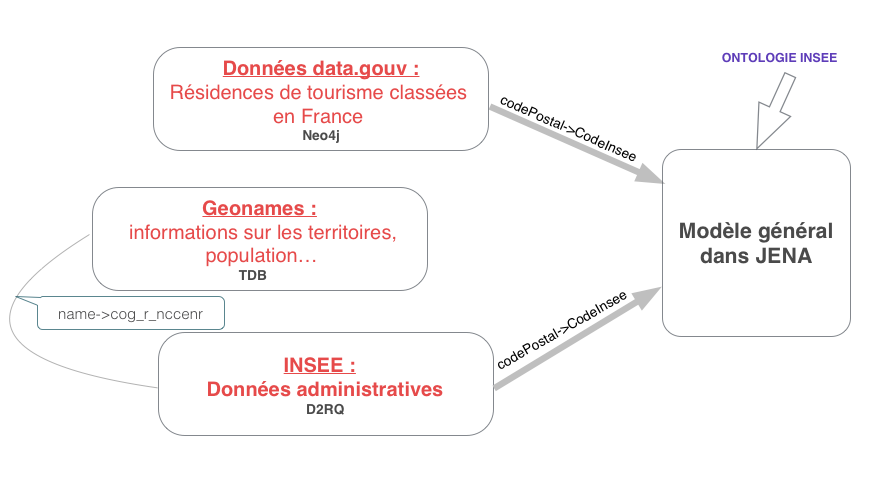 Données data.gouv :
Résidences de tourisme classées
en France
Neo4j
codePostal->CodeInsee
ONTOLOGIE INSEE
Geonames :
informations sur les territoires,
population…
TDB
Modèle général
dans JENA
name->cog_r_nccenr
codePostal->CodeInsee
INSEE :
Données administratives
D2RQ